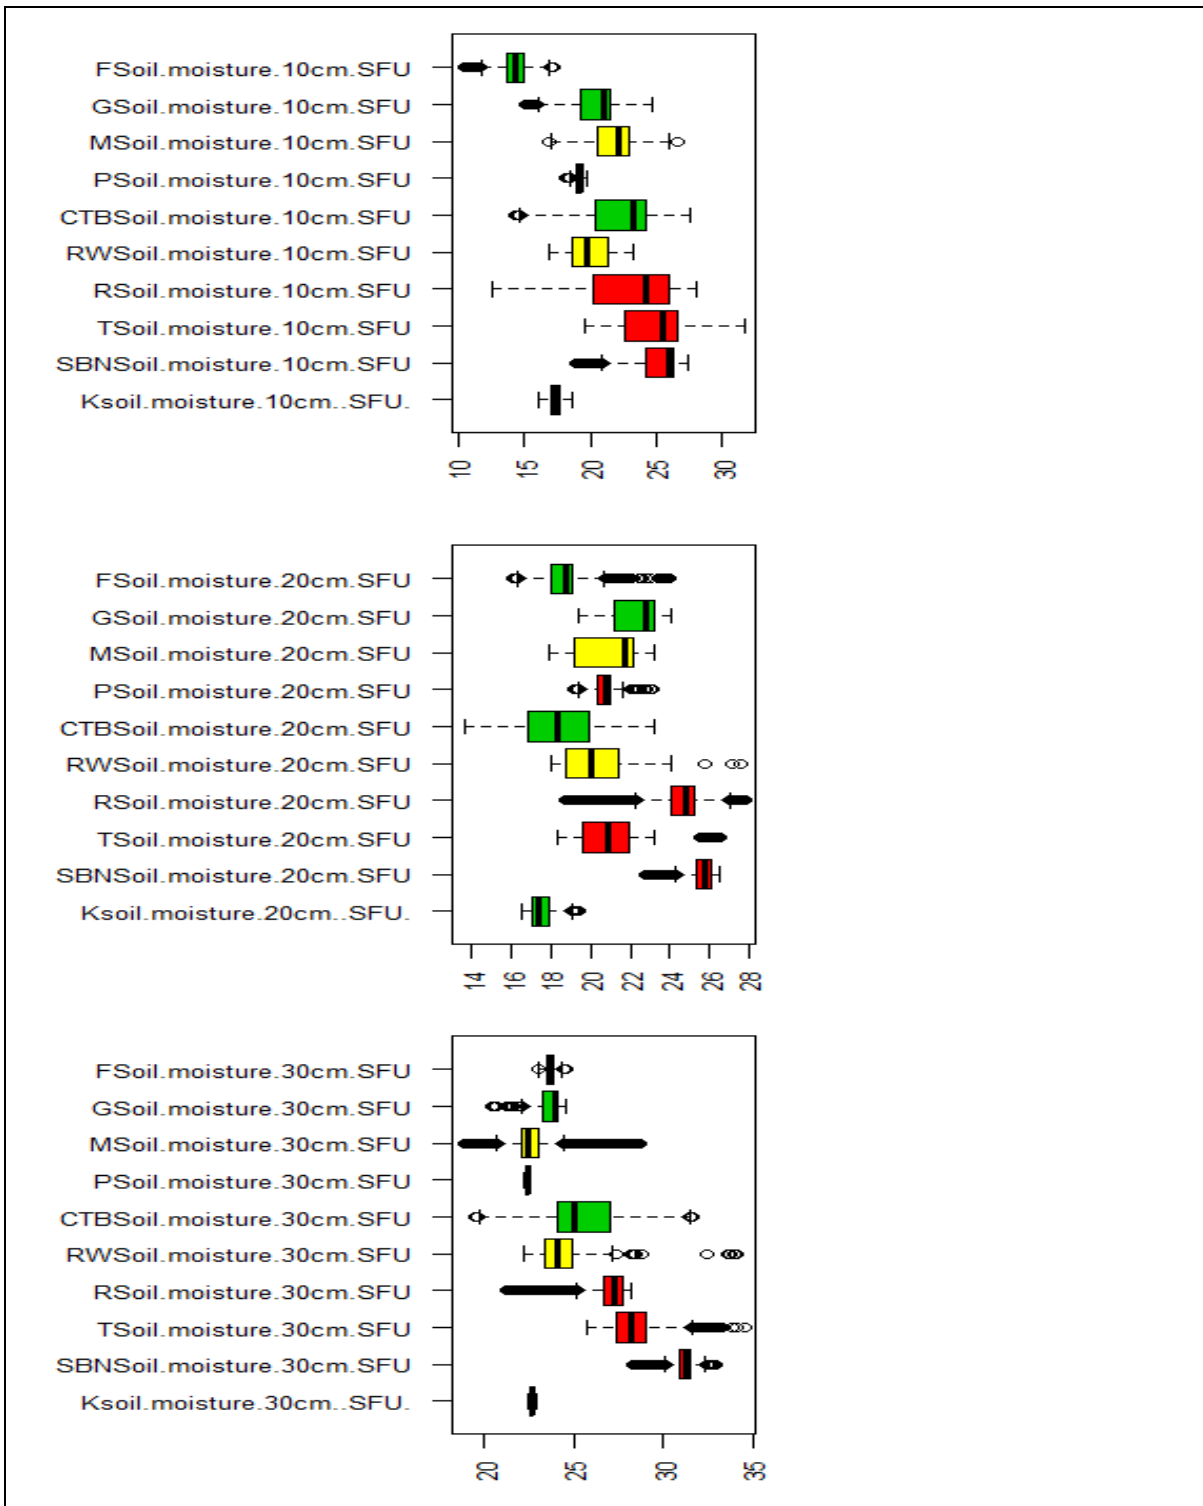 FSoil.moisture.10cm.SFU
GSoil.moisture.10cm.SFU
MSoil.moisture.10cm.SFU
PSoil.moisture.10cm.SFU
CTBSoil.moisture.10cm.SFU
RWSoil.moisture.10cm.SFU
RSoil.moisture.10cm.SFU
TSoil.moisture.10cm.SFU
SBNSoil.moisture.10cm.SFU
Ksoil.moisture.10cm..SFU.
10 15 20 25 30
FSoil.moisture.20cm.SFU
GSoil.moisture.20cm.SFU
MSoil.moisture.20cm.SFU
PSoil.moisture.20cm.SFU
CTBSoil.moisture.20cm.SFU
RWSoil.moisture.20cm.SFU
RSoil.moisture.20cm.SFU
TSoil.moisture.20cm.SFU
SBNSoil.moisture.20cm.SFU
Ksoil.moisture.20cm..SFU.
14 16 18 20 22 24 26 28
FSoil.moisture.30cm.SFU
GSoil.moisture.30cm.SFU
MSoil.moisture.30cm.SFU
PSoil.moisture.30cm.SFU
CTBSoil.moisture.30cm.SFU
RWSoil.moisture.30cm.SFU
RSoil.moisture.30cm.SFU
TSoil.moisture.30cm.SFU
SBNSoil.moisture.30cm.SFU
Ksoil.moisture.30cm..SFU.
20 25 30 35